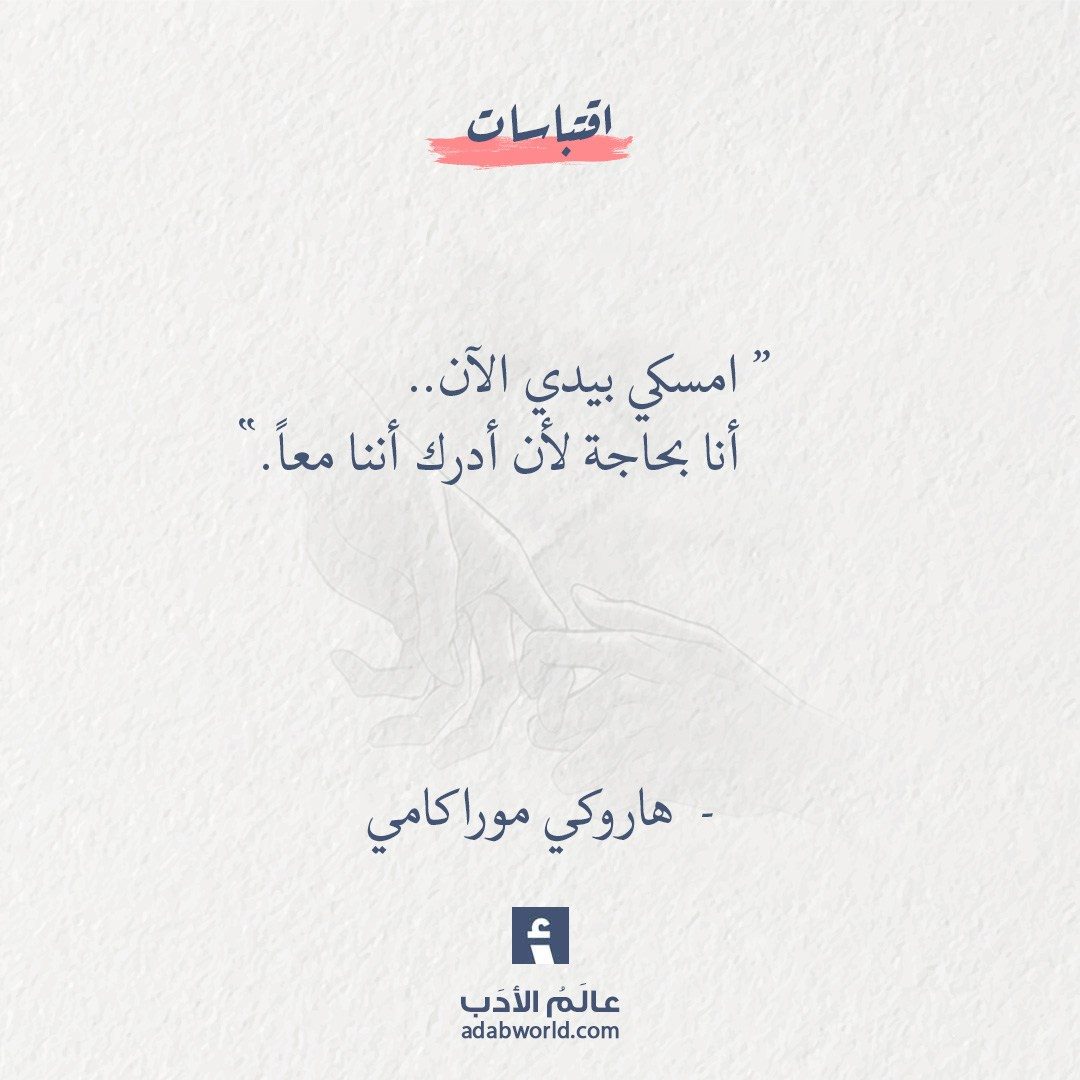 اقتباسات
” امسكي بيدي الآن..
أنا بحاجة لأن أدرك أننا معاً.“
- هاروكي موراكامي
أ
عالَمُ الأدَب
adabworld.com